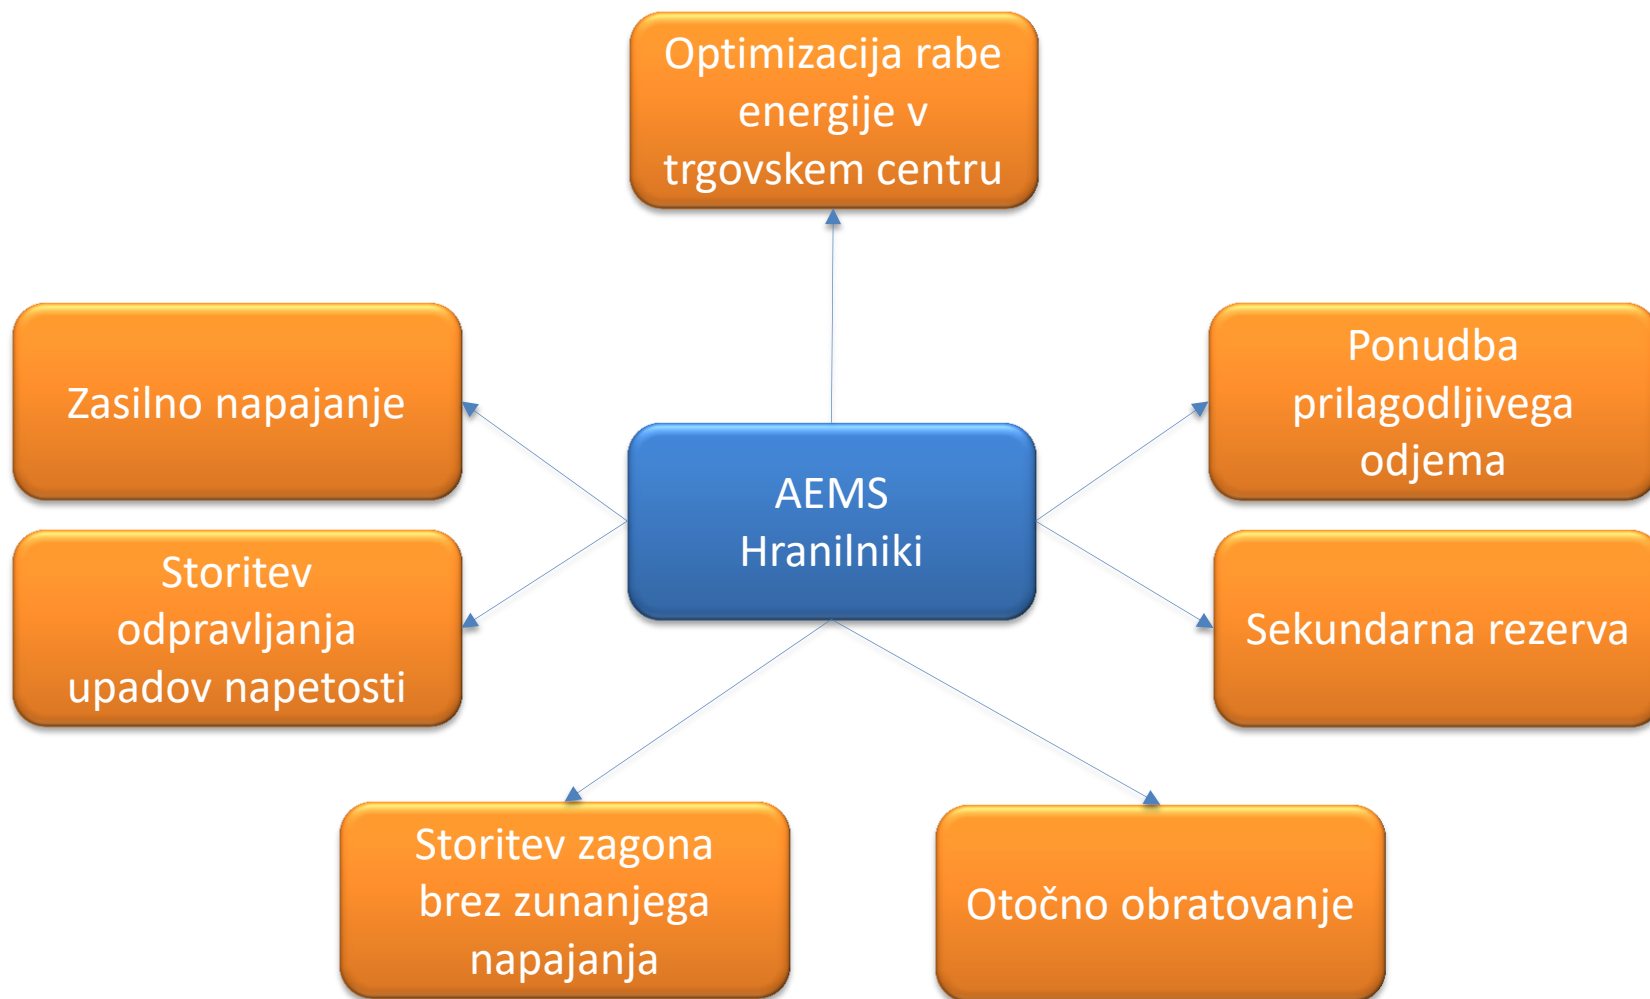 Optimizacija rabe
energije v
trgovskem centru
Zasilno napajanje
Ponudba
prilagodljivega
odjema
AEMS
Hranilniki
Storitev
odpravljanja
upadov napetosti
Sekundarna rezerva
Storitev zagona
brez zunanjega
napajanja
Otočno obratovanje